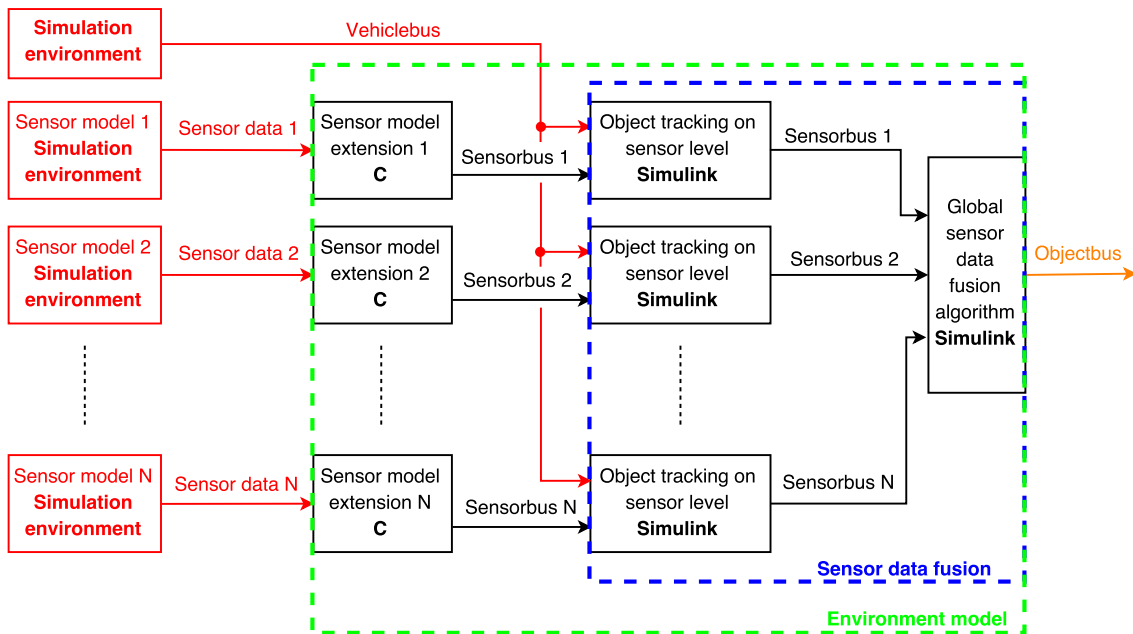 Simulation
environment
Vehiclebus
Sensor model 1
Simulation
environment
Sensor data 1
Sensor model
extension 1
C
Sensorbus 1
Object tracking on
sensor level
Simulink
Sensorbus 1
Sensor model 2
Simulation
environment
Sensor data 2
Sensor model
extension 2
C
Sensorbus 2
Object tracking on
sensor level
Simulink
Sensorbus 2
Global
sensor
data
fusion
algorithm
Simulink
Objectbus
Sensor model N
Simulation
environment
Sensor data N
Sensor model
extension N
C
Sensorbus N
Object tracking on
sensor level
Simulink
Sensorbus N
Sensor data fusion
Environment model